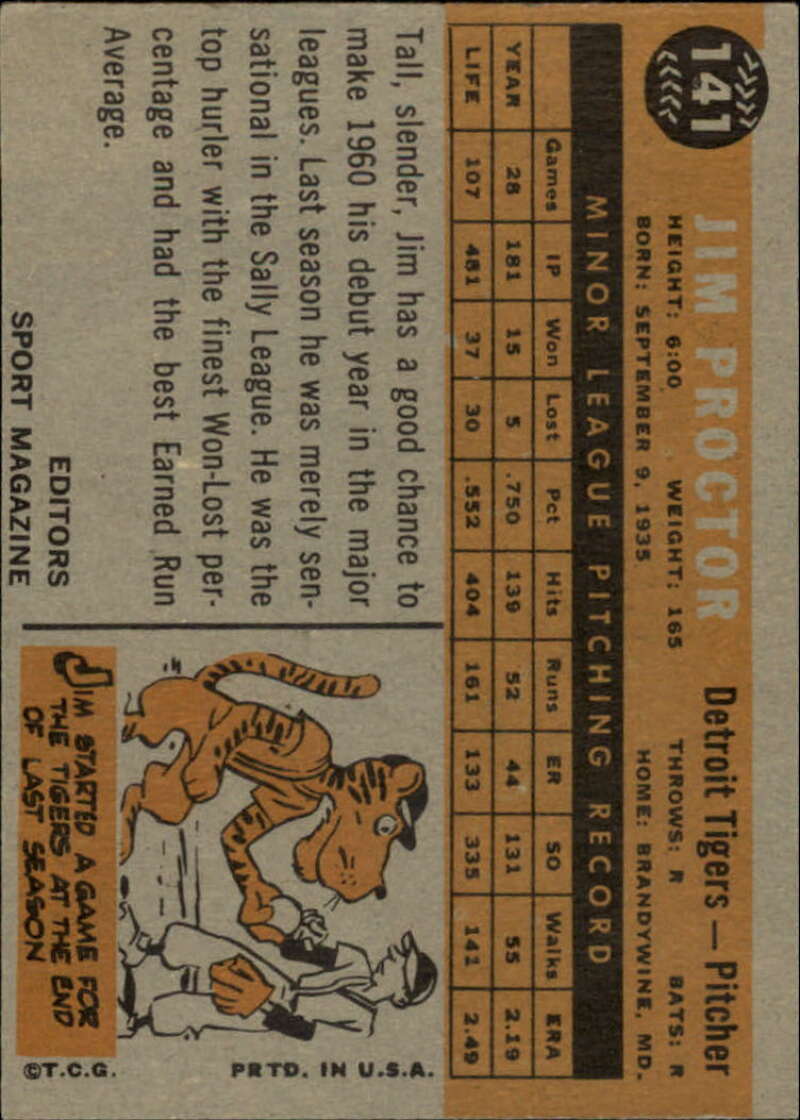 141
JIM PROCTOR Detroit Tigers — Pitcher
HEIGHT: 6:00 WEIGHT: 165 THROWS: R BATS: R
BORN: SEPTEMBER 9, 1935 HOME: BRANDYWINE, MD.
MINOR LEAGUE PITCHING RECORD
Games IP Won Lost Pct Hits Runs ER SO Walks ERA
YEAR 28 181 15 5 .750 139 52 44 131 55 2.19
LIFE 107 481 37 30 .552 404 161 133 335 141 2.49
Tall, slender, Jim has a good chance to
make 1960 his debut year in the major
leagues. Last season he was merely sen-
sational in the Sally League. He was the
top hurler with the finest Won-Lost per-
centage and had the best Earned Run
Average.
EDITORS
SPORT MAGAZINE
JIM STARTED A GAME FOR
THE TIGERS AT THE END
OF LAST SEASON
©T.C.G. PRTD. IN U.S.A.